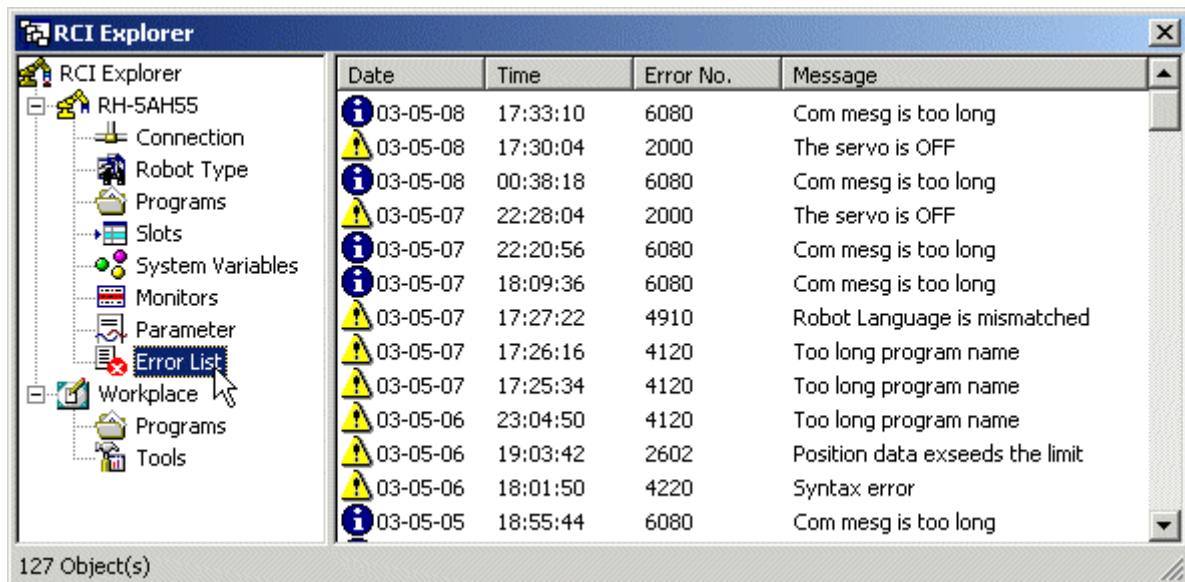 RCI Explorer
RCI Explorer
RH-5AH55
Connection
Robot Type
Programs
Slots
System Variables
Monitors
Parameter
Error List
Workplace
Programs
Tools
Date Time Error No. Message
03-05-08 17:33:10 6080 Com mesg is too long
03-05-08 17:30:04 2000 The servo is OFF
03-05-08 00:38:18 6080 Com mesg is too long
03-05-07 22:28:04 2000 The servo is OFF
03-05-07 22:20:56 6080 Com mesg is too long
03-05-07 18:09:36 6080 Com mesg is too long
03-05-07 17:27:22 4910 Robot Language is mismatched
03-05-07 17:26:16 4120 Too long program name
03-05-07 17:25:34 4120 Too long program name
03-05-06 23:04:50 4120 Too long program name
03-05-06 19:03:42 2602 Position data exseeds the limit
03-05-06 18:01:50 4220 Syntax error
03-05-05 18:55:44 6080 Com mesg is too long
127 Object(s)